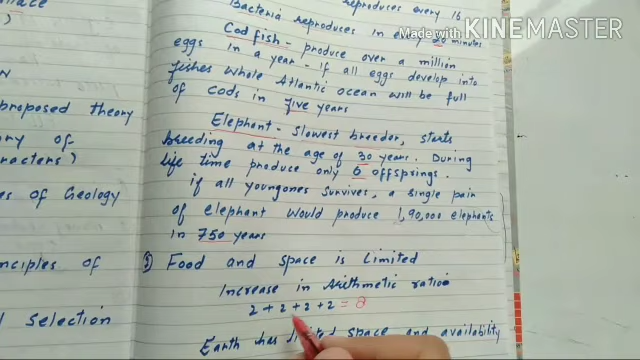 reproduces every 16
Bacteria reproduces in every 20 minutes
Made with KINEMASTER
Cod fish - produce over a million
eggs in a year - if all eggs develop into
fishes whole Atlantic ocean will be full
of cods in five years
Elephant - Slowest breeder, starts
breeding at the age of 30 years. During
life time produce only 6 offsprings.
if all youngones survives, a single pair
of elephant would produce 1,90,000 elephants
in 750 years
3) Food and Space is Limited
Increase in Arithmetic ratio
2 + 2 + 2 + 2 = 8
Earth has limited space and availability
proposed theory
of
racters)
of Geology
nciples of
Selection